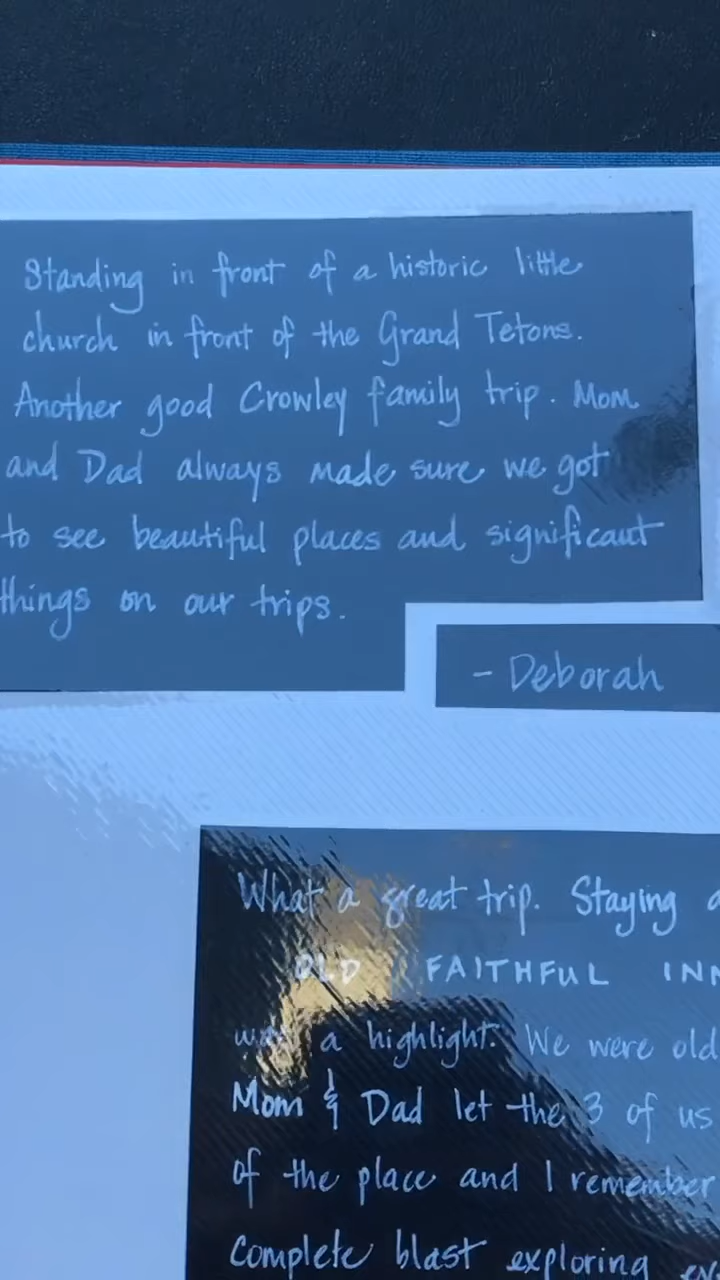 Standing in front of a historic little
church in front of the Grand Tetons.
Another good Crowley family trip. Mom
and Dad always made sure we got
to see beautiful places and significant
things on our trips.
- Deborah
What a great trip. Staying
OLD FAITHFUL INN
was a highlight. We were old
Mom & Dad let the 3 of us
of the place and I remember
complete blast exploring